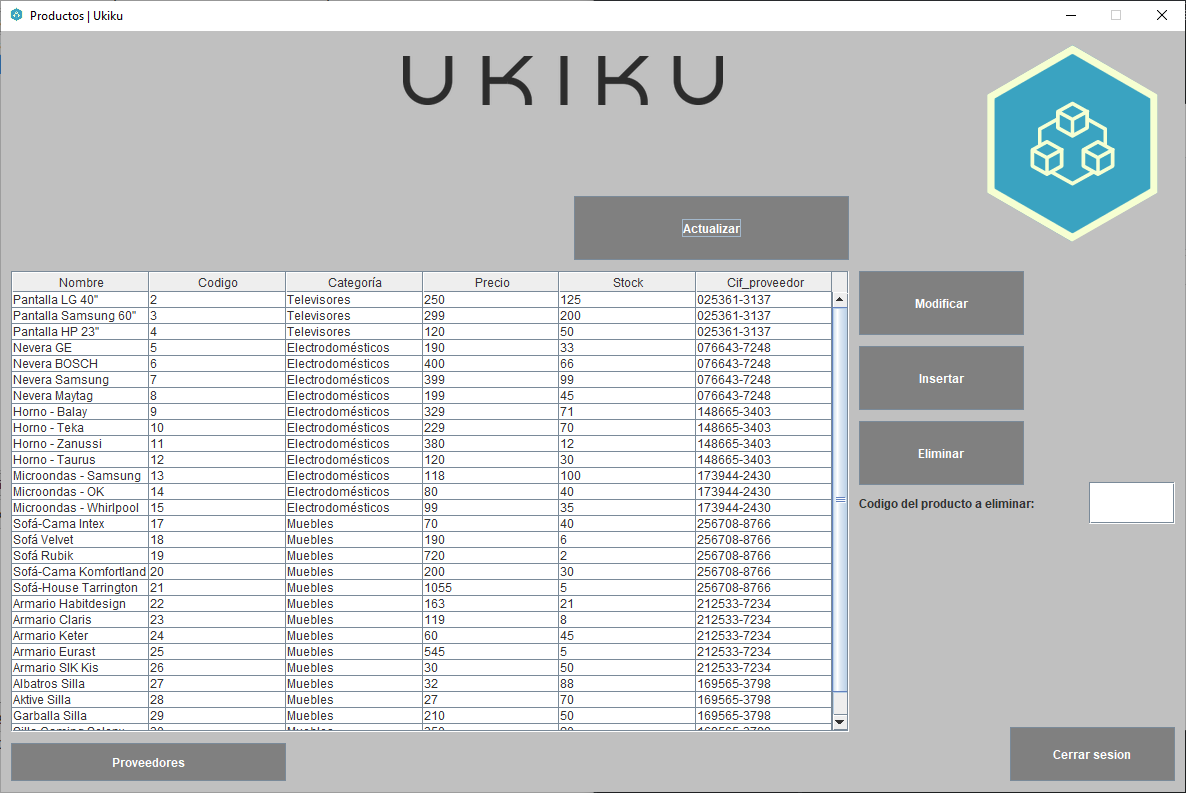 Productos | Ukiku
UKIKU
Actualizar
Nombre Codigo Categoría Precio Stock Cif_proveedor
Pantalla LG 40" 2 Televisores 250 125 025361-3137
Pantalla Samsung 60" 3 Televisores 299 200 025361-3137
Pantalla HP 23" 4 Televisores 120 50 025361-3137
Nevera GE 5 Electrodomésticos 190 33 076643-7248
Nevera BOSCH 6 Electrodomésticos 400 66 076643-7248
Nevera Samsung 7 Electrodomésticos 399 99 076643-7248
Nevera Maytag 8 Electrodomésticos 199 45 076643-7248
Horno - Balay 9 Electrodomésticos 329 71 148665-3403
Horno - Teka 10 Electrodomésticos 229 70 148665-3403
Horno - Zanussi 11 Electrodomésticos 380 12 148665-3403
Horno - Taurus 12 Electrodomésticos 120 30 148665-3403
Microondas - Samsung 13 Electrodomésticos 118 100 173944-2430
Microondas - OK 14 Electrodomésticos 80 40 173944-2430
Microondas - Whirlpool 15 Electrodomésticos 99 35 173944-2430
Sofá-Cama Intex 17 Muebles 70 40 256708-8766
Sofá Velvet 18 Muebles 190 6 256708-8766
Sofá Rubik 19 Muebles 720 2 256708-8766
Sofá-Cama Komfortland 20 Muebles 200 30 256708-8766
Sofá-House Tarrington 21 Muebles 1055 5 256708-8766
Armario Habitdesign 22 Muebles 163 21 212533-7234
Armario Claris 23 Muebles 119 8 212533-7234
Armario Keter 24 Muebles 60 45 212533-7234
Armario Eurast 25 Muebles 545 5 212533-7234
Armario SIK Kis 26 Muebles 30 50 212533-7234
Albatros Silla 27 Muebles 32 88 169565-3798
Aktive Silla 28 Muebles 27 70 169565-3798
Garballa Silla 29 Muebles 210 50 169565-3798
Modificar
Insertar
Eliminar
Codigo del producto a eliminar:
Proveedores
Cerrar sesion